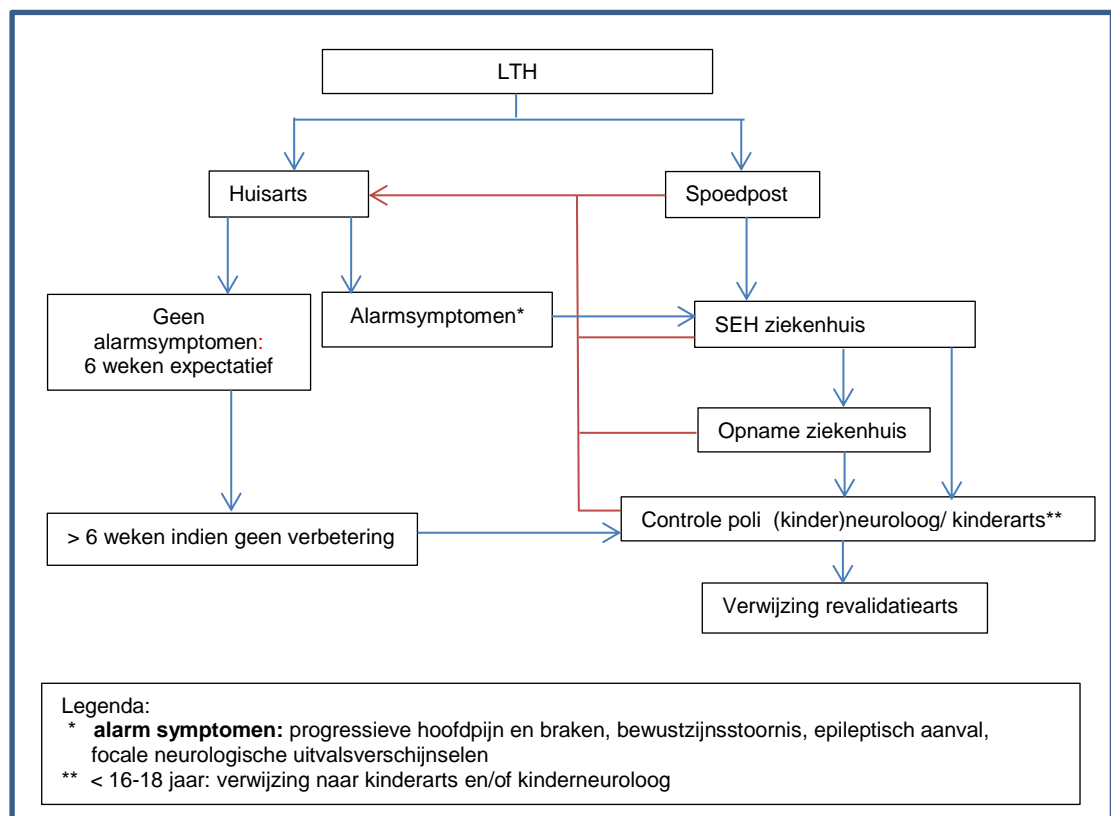 LTH
Huisarts
Spoedpost
Geen
alarmsymptomen:
6 weken expectatief
Alarmsymptomen*
SEH ziekenhuis
Opname ziekenhuis
> 6 weken indien geen verbetering
Controle poli (kinder)neuroloog/ kinderarts**
Verwijzing revalidatiearts
Legenda:
* alarm symptomen: progressieve hoofdpijn en braken, bewustzijnsstoornis, epileptisch aanval,
focale neurologische uitvalsverschijnselen
** < 16-18 jaar: verwijzing naar kinderarts en/of kinderneuroloog